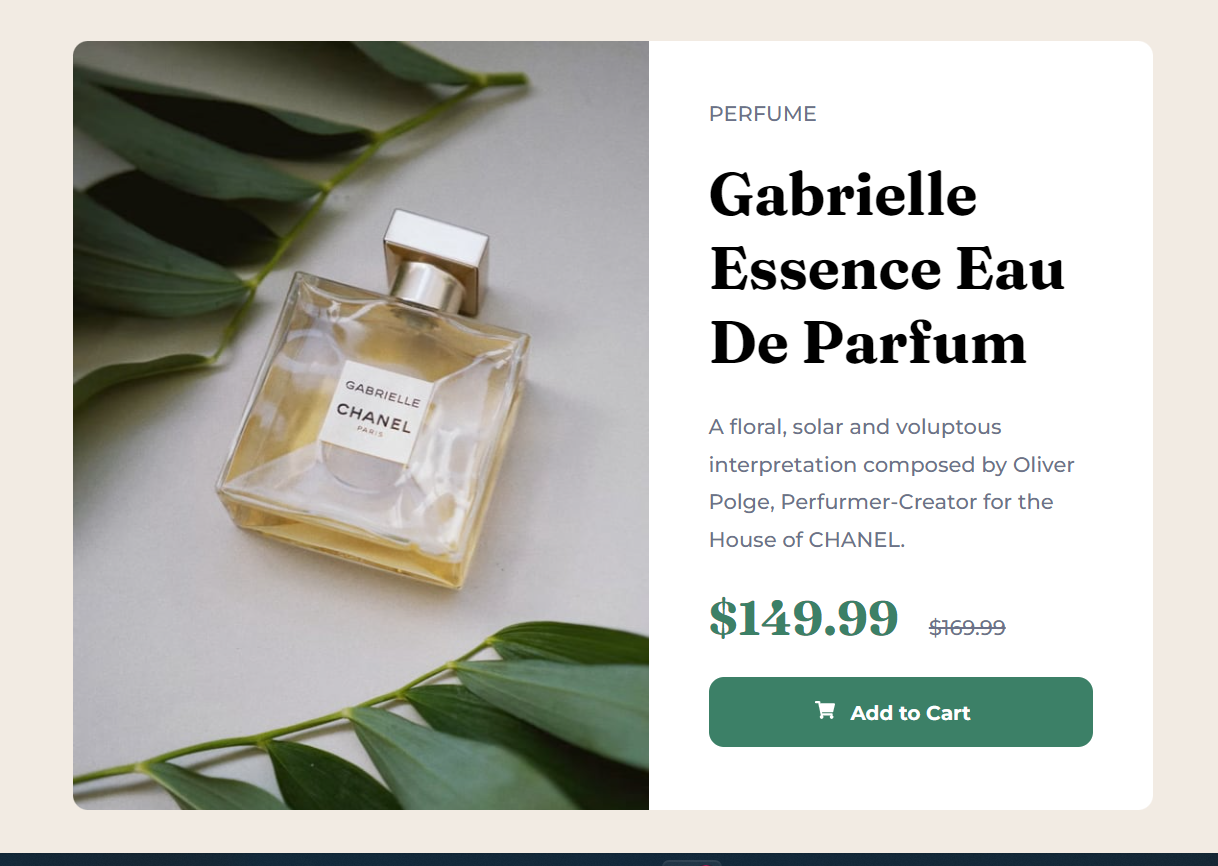 GABRIELLE
CHANEL
PARIS
PERFUME
Gabrielle
Essence Eau
De Parfum
A floral, solar and voluptous
interpretation composed by Oliver
Polge, Perfurmer-Creator for the
House of CHANEL.
$149.99 $169.99
Add to Cart